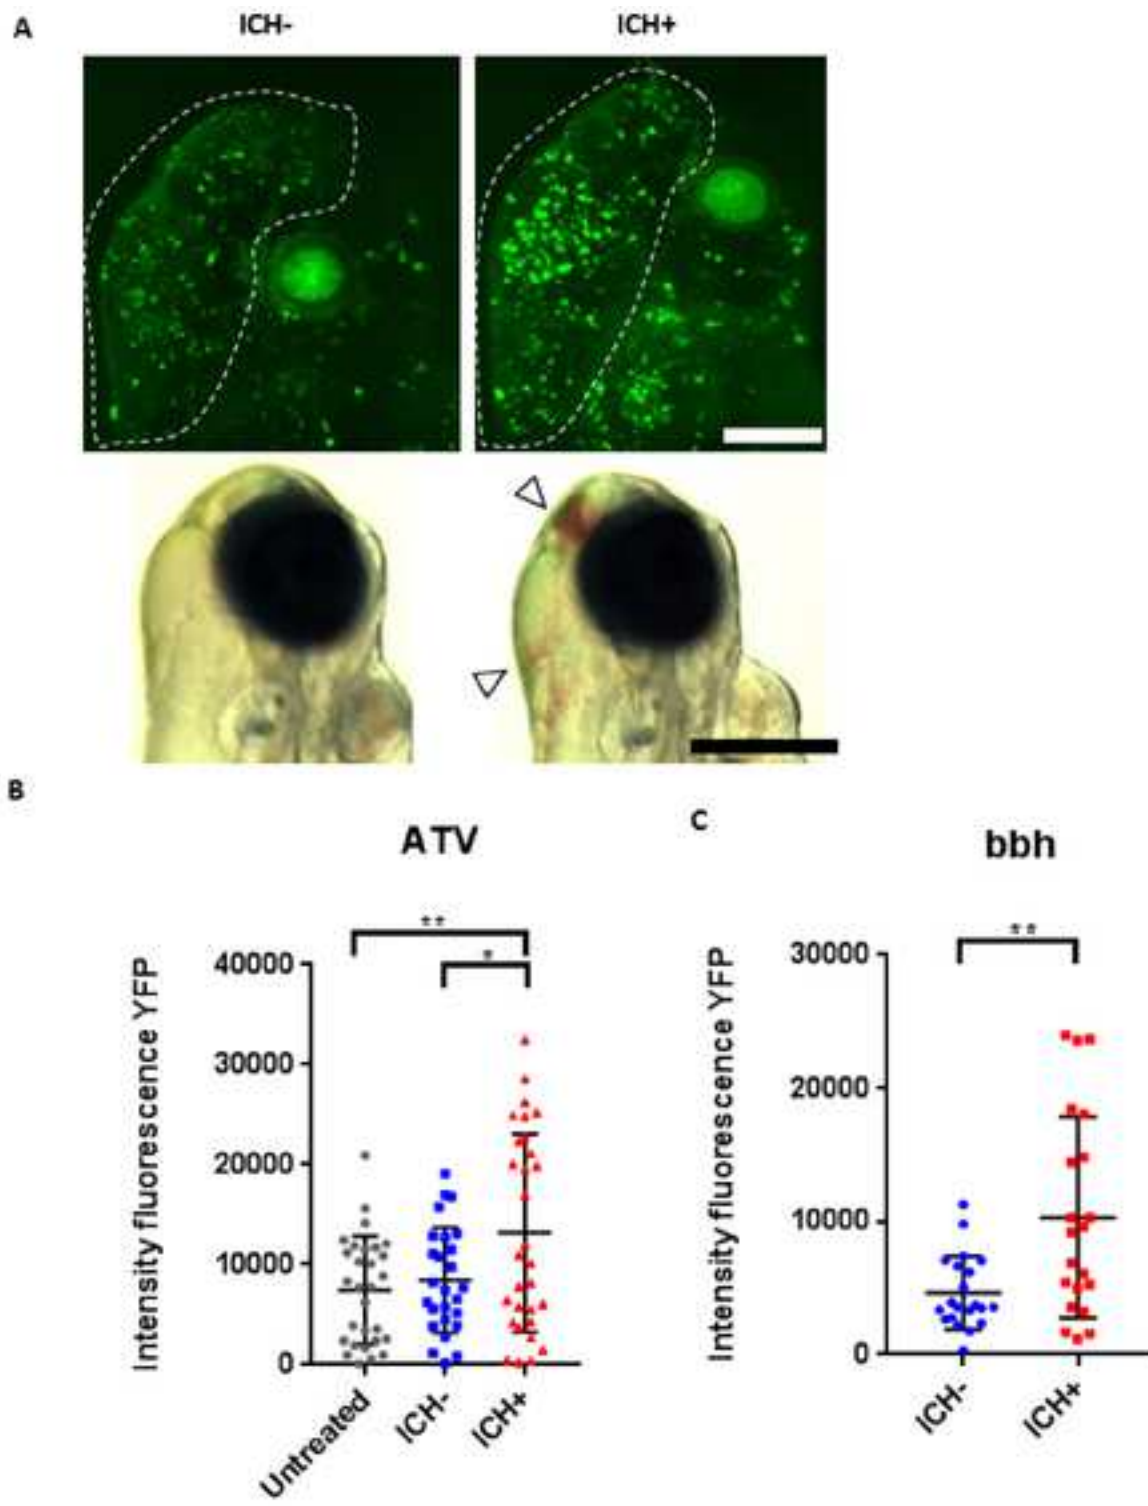 A
ICH-
ICH+
B
ATV
**
*
Intensity fluorescence YFP
40000
30000
20000
10000
0
Untreated
ICH-
ICH+
C
bbh
**
Intensity fluorescence YFP
30000
20000
10000
0
ICH-
ICH+